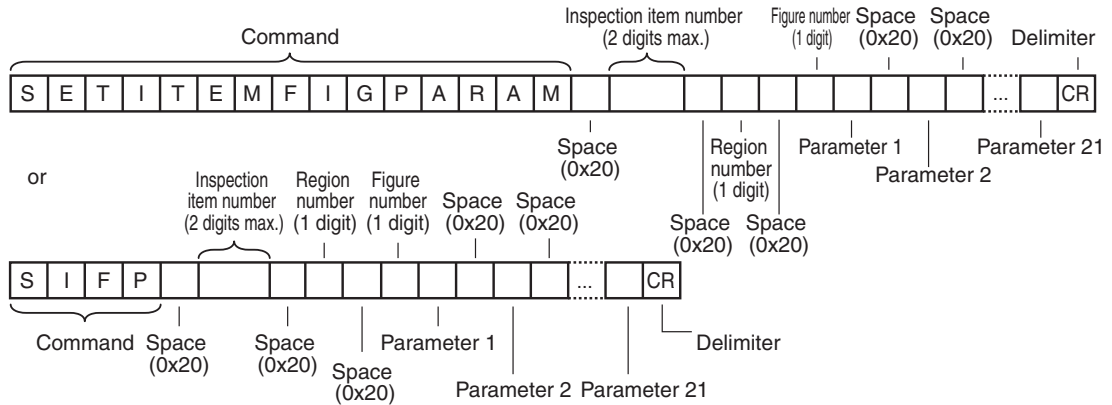 Command
Inspection item number
(2 digits max.)
Figure number
(1 digit)
Space
(0x20)
Space
(0x20)
Delimiter
S E T I T E M F I G P A R A M ... CR
Space
(0x20)
Space
(0x20)
Region
number
(1 digit)
Space
(0x20)
Parameter 1
Parameter 2
Parameter 21
or
Inspection
item number
(2 digits max.)
Region
number
(1 digit)
Figure
number
(1 digit)
Space
(0x20)
Space
(0x20)
S I F P ... CR
Command
Space
(0x20)
Space
(0x20)
Space
(0x20)
Parameter 1
Parameter 2
Parameter 21
Delimiter